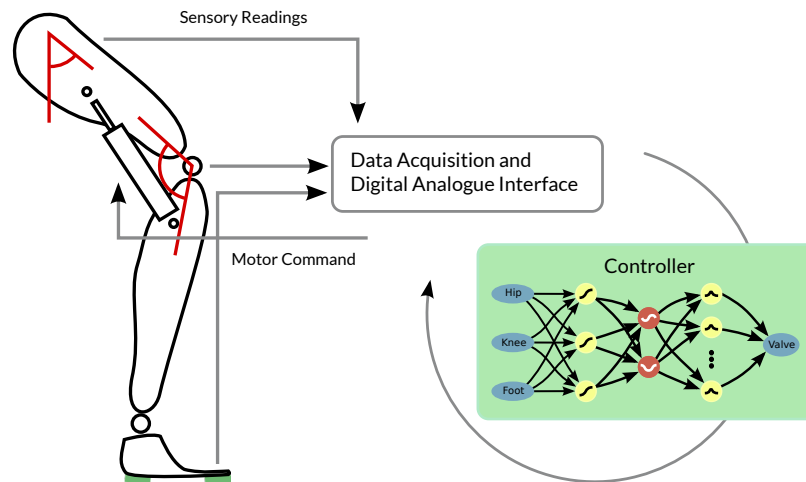 Sensory Readings
Data Acquisition and
Digital Analogue Interface
Motor Command
Controller
Hip
Knee
Foot
Valve